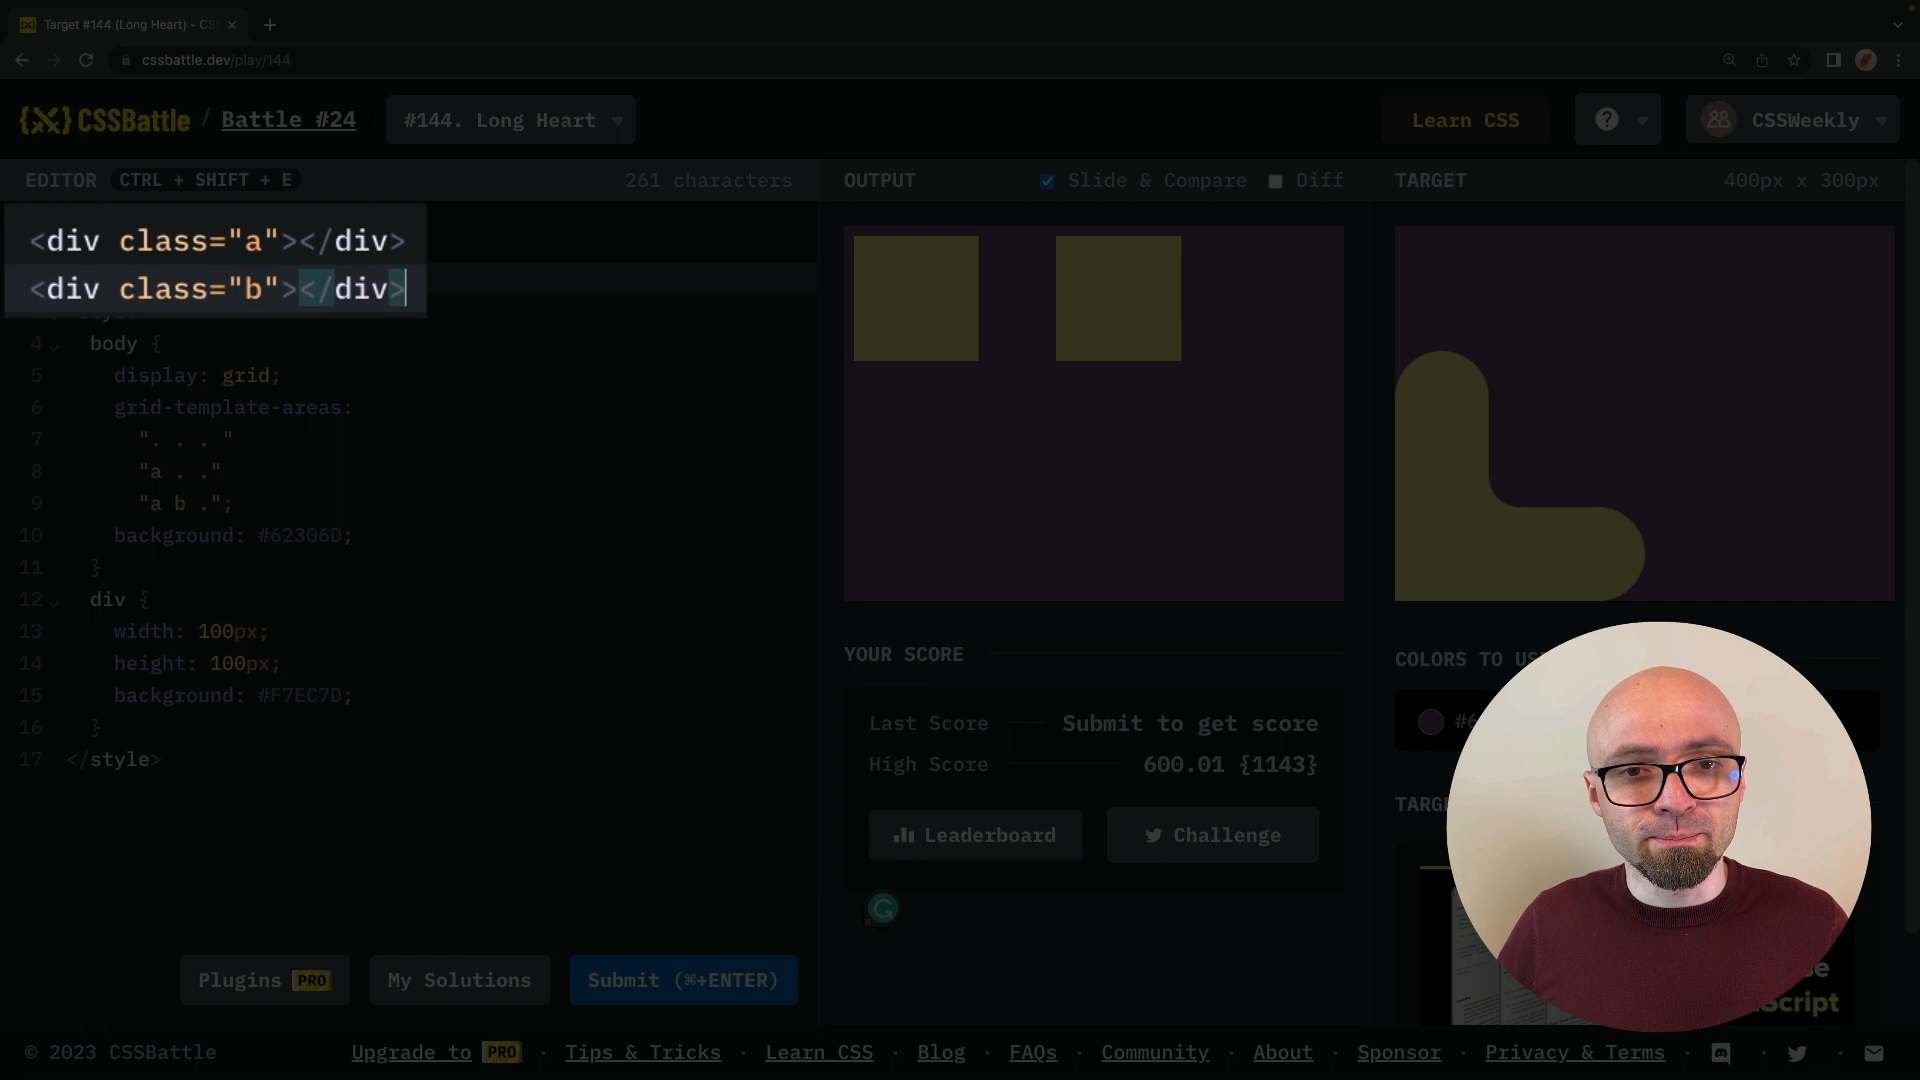 Target #144 (Long Heart) - CS
cssbattle.dev/play/144
{X} CSSBattle / Battle #24
#144. Long Heart
Learn CSS
CSSWeekly
EDITOR CTRL + SHIFT + E
261 characters
OUTPUT
Slide & Compare
Diff
TARGET
400px x 300px
<div class="a"></div>
<div class="b"></div>
4 body {
5 display: grid;
6 grid-template-areas:
7 ". . . "
8 "a . ."
9 "a b .";
10 background: #62306D;
11 }
12 div {
13 width: 100px;
14 height: 100px;
15 background: #F7EC7D;
16 }
17 </style>
YOUR SCORE
Last Score Submit to get score
High Score 600.01 {1143}
Leaderboard
Challenge
COLORS TO
Plugins PRO
My Solutions
Submit (⌘+ENTER)
© 2023 CSSBattle
Upgrade to PRO · Tips & Tricks · Learn CSS · Blog · FAQs · Community · About · Sponsor · Privacy & Terms